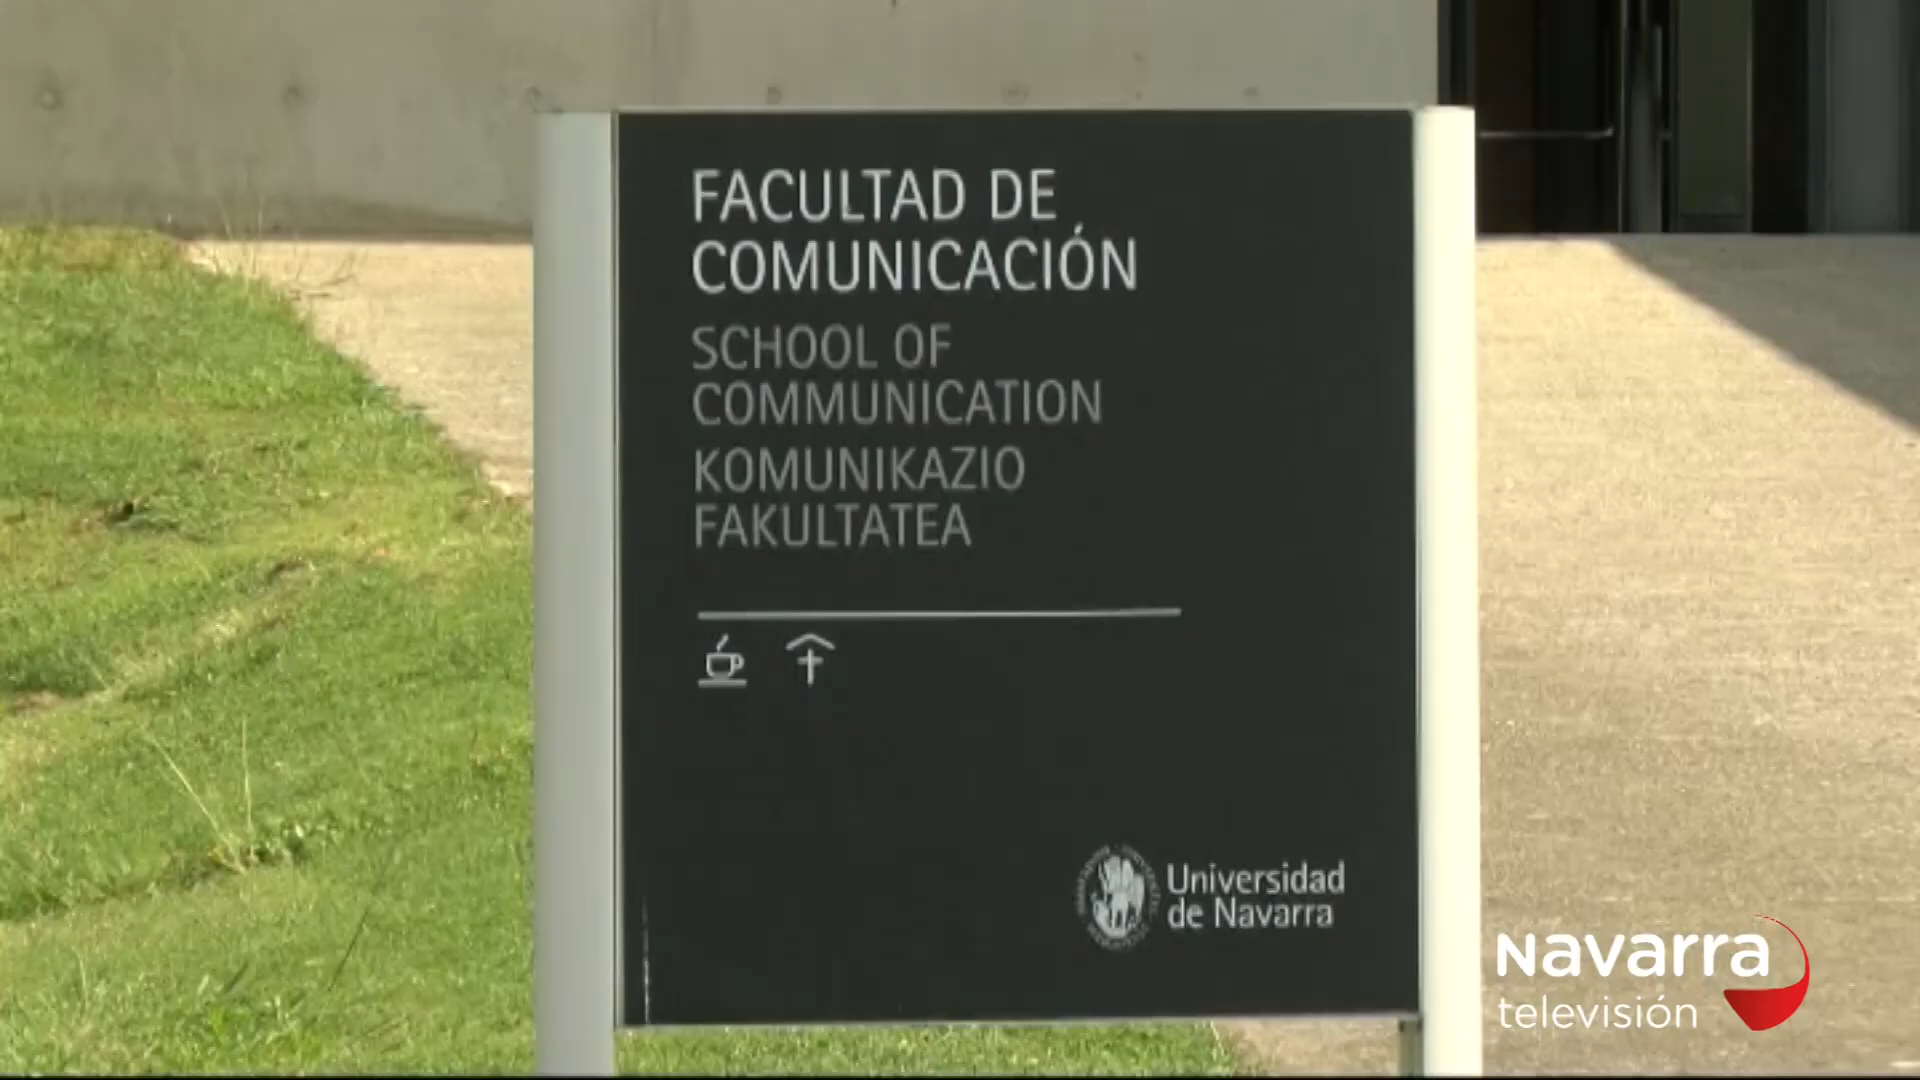 FACULTAD DE
COMUNICACIÓN
SCHOOL OF
COMMUNICATION
KOMUNIKAZIO
FAKULTATEA
Universidad
de Navarra
Navarra
televisión